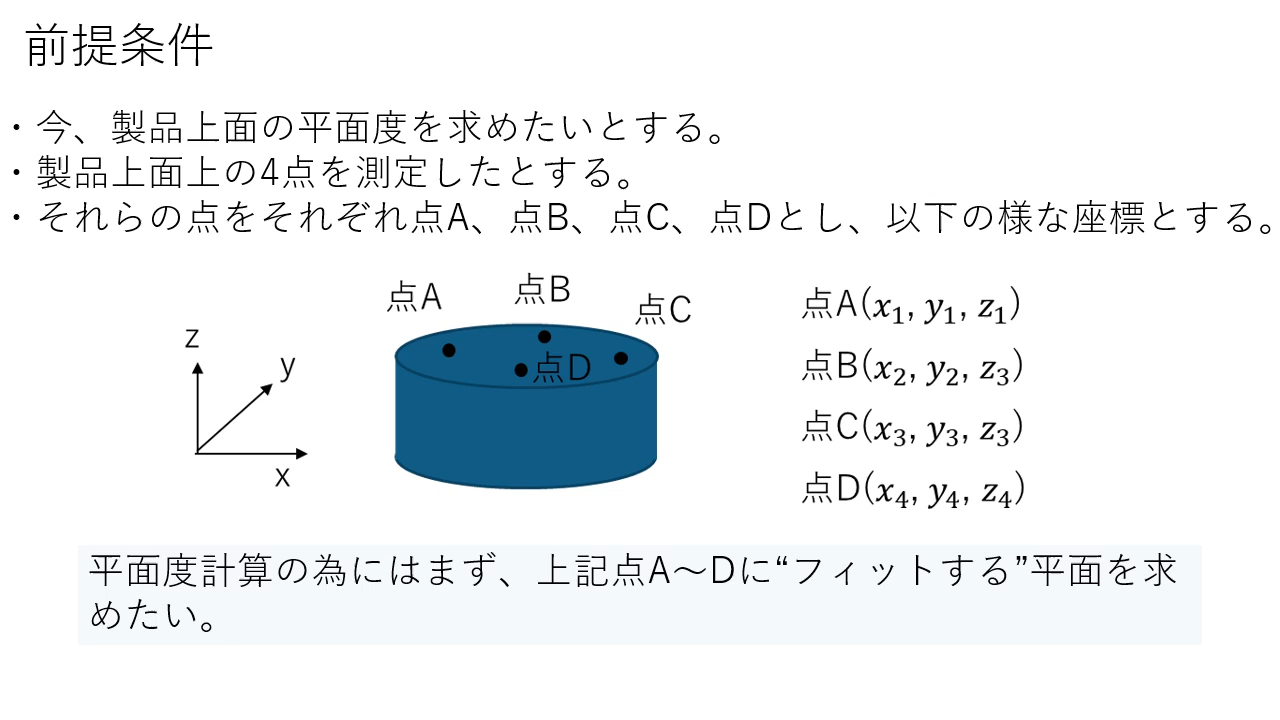 前提条件
・今、製品上面の平面度を求めたいとする。
・製品上面上の4点を測定したとする。
・それらの点をそれぞれ点A、点B、点C、点Dとし、以下の様な座標とする。
点A
点B
点C
点D
z
y
x
点A(x₁, y₁, z₁)
点B(x₂, y₂, z₃)
点C(x₃, y₃, z₃)
点D(x₄, y₄, z₄)
平面度計算の為にはまず、上記点A～Dに“フィットする”平面を求
めたい。